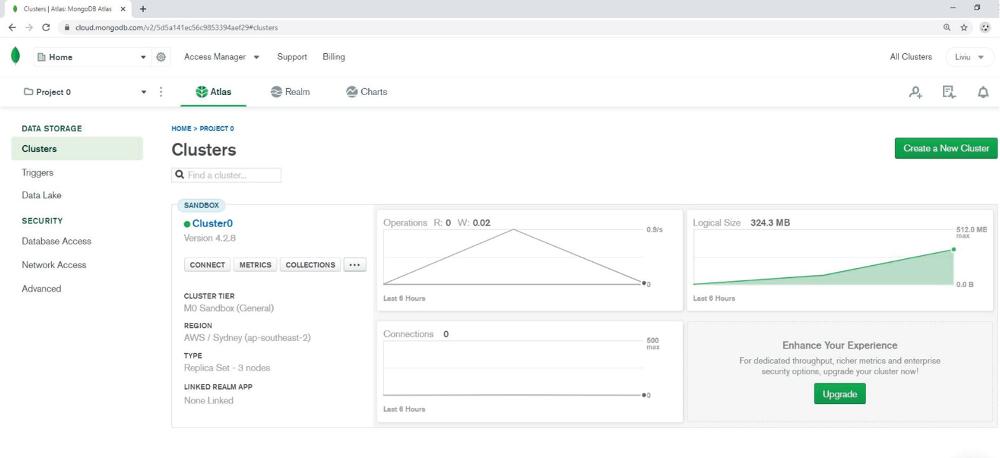 Clusters | Atlas: MongoDB Atlas
cloud.mongodb.com/v2/5d5a141ec56c9853394aef29#clusters
Home
Access Manager
Support
Billing
All Clusters
Liviu
Project 0
Atlas
Realm
Charts
DATA STORAGE
Clusters
Triggers
Data Lake
SECURITY
Database Access
Network Access
Advanced
HOME > PROJECT 0
Clusters
Create a New Cluster
Find a cluster...
SANDBOX
Cluster0
Version 4.2.8
CONNECT
METRICS
COLLECTIONS
CLUSTER TIER
M0 Sandbox (General)
REGION
AWS / Sydney (ap-southeast-2)
TYPE
Replica Set - 3 nodes
LINKED REALM APP
None Linked
Operations R: 0 W: 0.02
0.9/s
0
Last 6 Hours
Logical Size 324.3 MB
512.0 MB
max
0.0 B
Last 6 Hours
Connections 0
500
max
0
Last 6 Hours
Enhance Your Experience
For dedicated throughput, richer metrics and enterprise
security options, upgrade your cluster now!
Upgrade